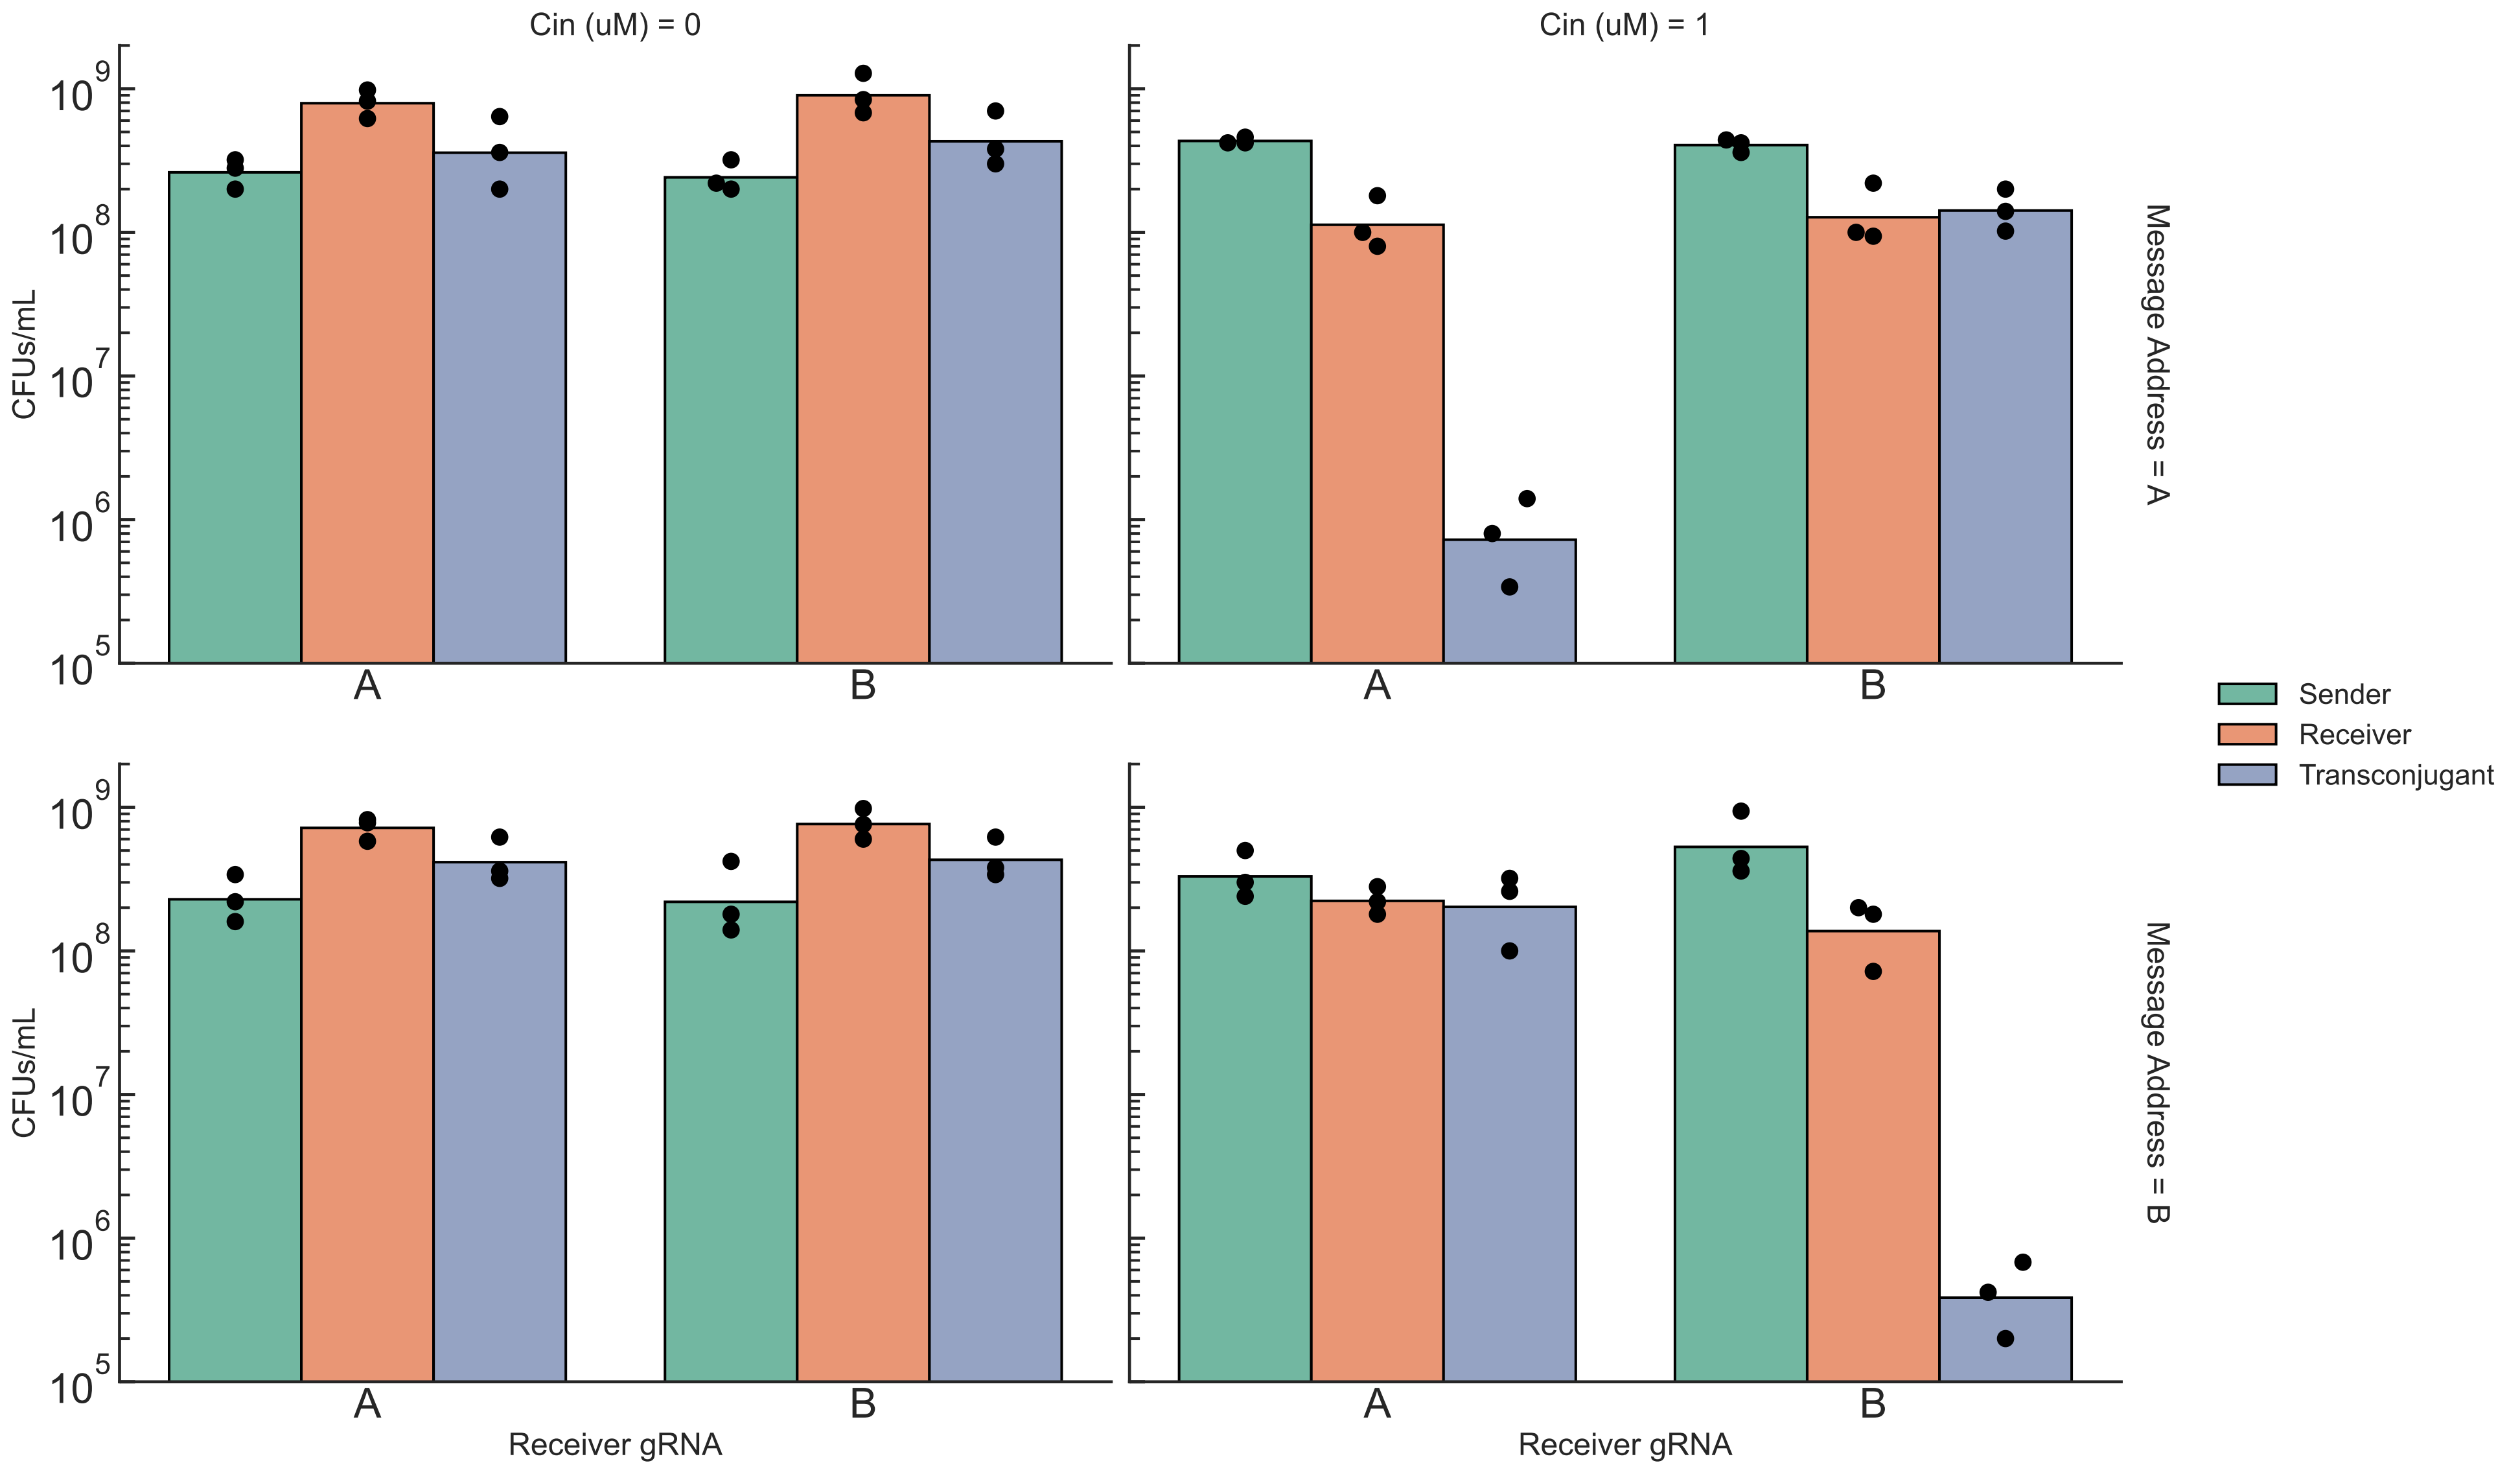 Cin (uM) = 0
Cin (uM) = 1
CFUs/mL
10^9
10^8
10^7
10^6
10^5
A
B
A
B
Message Address = A
Sender
Receiver
Transconjugant
CFUs/mL
10^9
10^8
10^7
10^6
10^5
A
B
A
B
Message Address = B
Receiver gRNA
Receiver gRNA